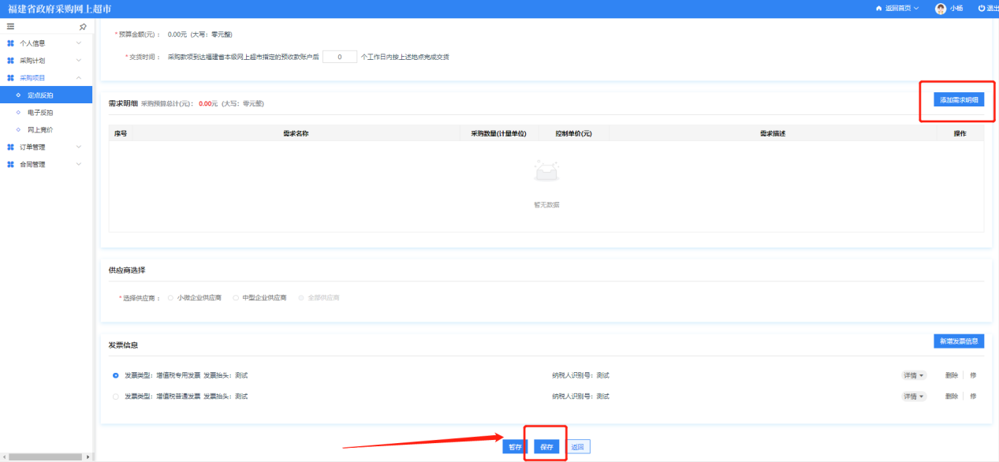 福建省政府采购网上超市
返回首页
小杨
退出
个人信息
采购计划
采购项目
定点反拍
电子反拍
网上竞价
订单管理
合同管理
*预算金额(元)： 0.00元 (大写：零元整)
*交货时间： 采购款项到达福建省本级网上超市指定的预收款账户后 0 个工作日内按上述地点完成交货
需求明细 采购预算总计(元)： 0.00元 (大写：零元整)
添加需求明细
序号 需求名称 采购数量(计量单位) 控制单价(元) 需求描述 操作
暂无数据
供应商选择
*选择供应商： 小微企业供应商 中型企业供应商 全部供应商
发票信息
新增发票信息
发票类型：增值税专用发票 发票抬头：测试 纳税人识别号：测试 详情 删除 修
发票类型：增值税普通发票 发票抬头：测试 纳税人识别号：测试 详情 删除 修
暂存 保存 返回